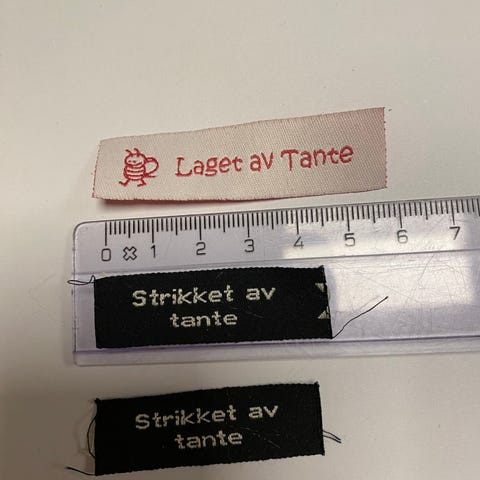 Laget av Tante
0 1 2 3 4 5 6 7
Strikket av
tante
Strikket av
tante